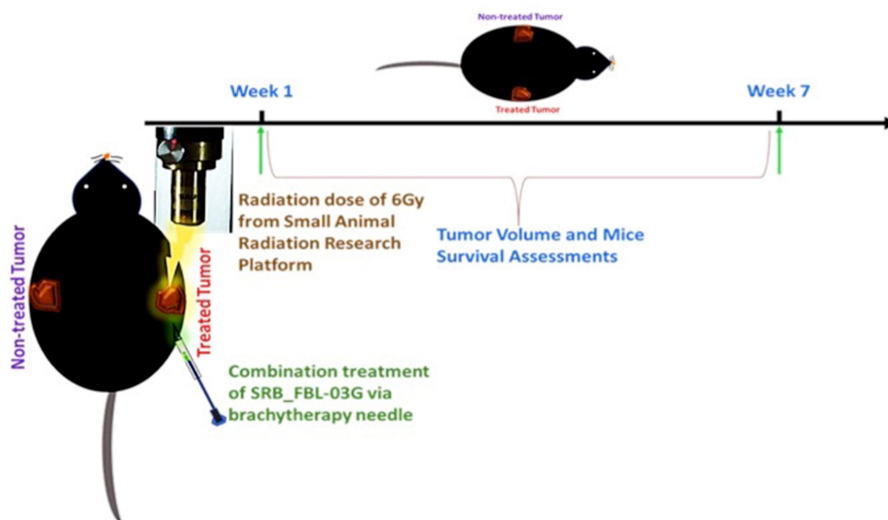 Non-treated Tumor
Treated Tumor
Week 1
Week 7
Non-treated Tumor
Treated Tumor
Radiation dose of 6Gy
from Small Animal
Radiation Research
Platform
Tumor Volume and Mice
Survival Assessments
Combination treatment
of SRB_FBL-03G via
brachytherapy needle